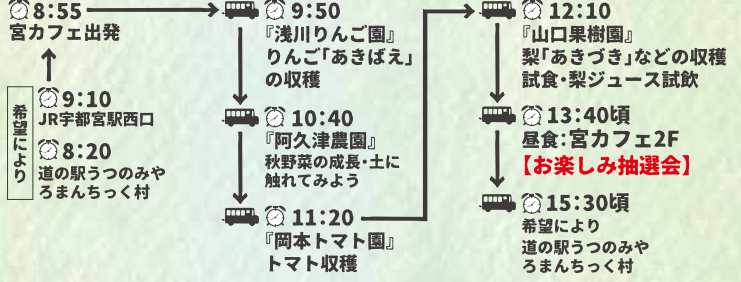 8:55
宮カフェ出発
希望により
9:10
JR宇都宮駅西口
8:20
道の駅うつのみや
ろまんちっく村
9:50
『浅川りんご園』
りんご「あきばえ」
の収穫
10:40
『阿久津農園』
秋野菜の成長・土に
触れてみよう
11:20
『岡本トマト園』
トマト収穫
12:10
『山口果樹園』
梨「あきづき」などの収穫
試食・梨ジュース試飲
13:40頃
昼食：宮カフェ2F
【お楽しみ抽選会】
15:30頃
希望により
道の駅うつのみや
ろまんちっく村